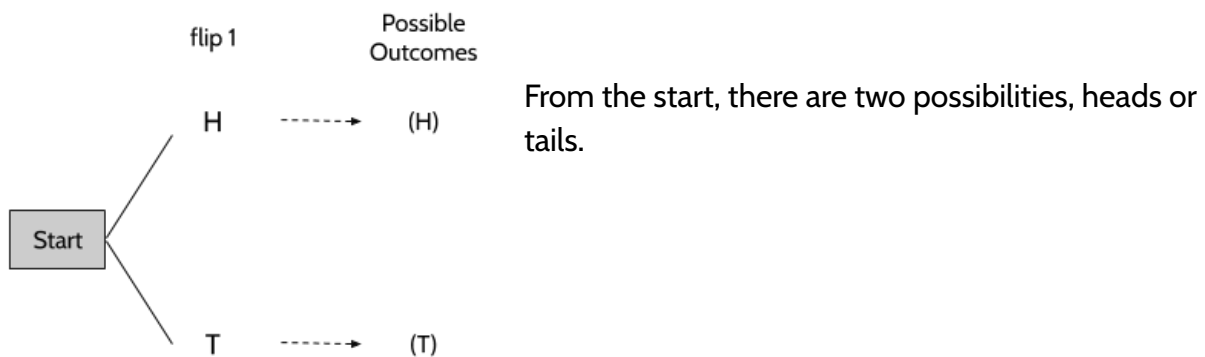 flip 1
Possible
Outcomes
H
(H)
From the start, there are two possibilities, heads or
tails.
Start
T
(T)